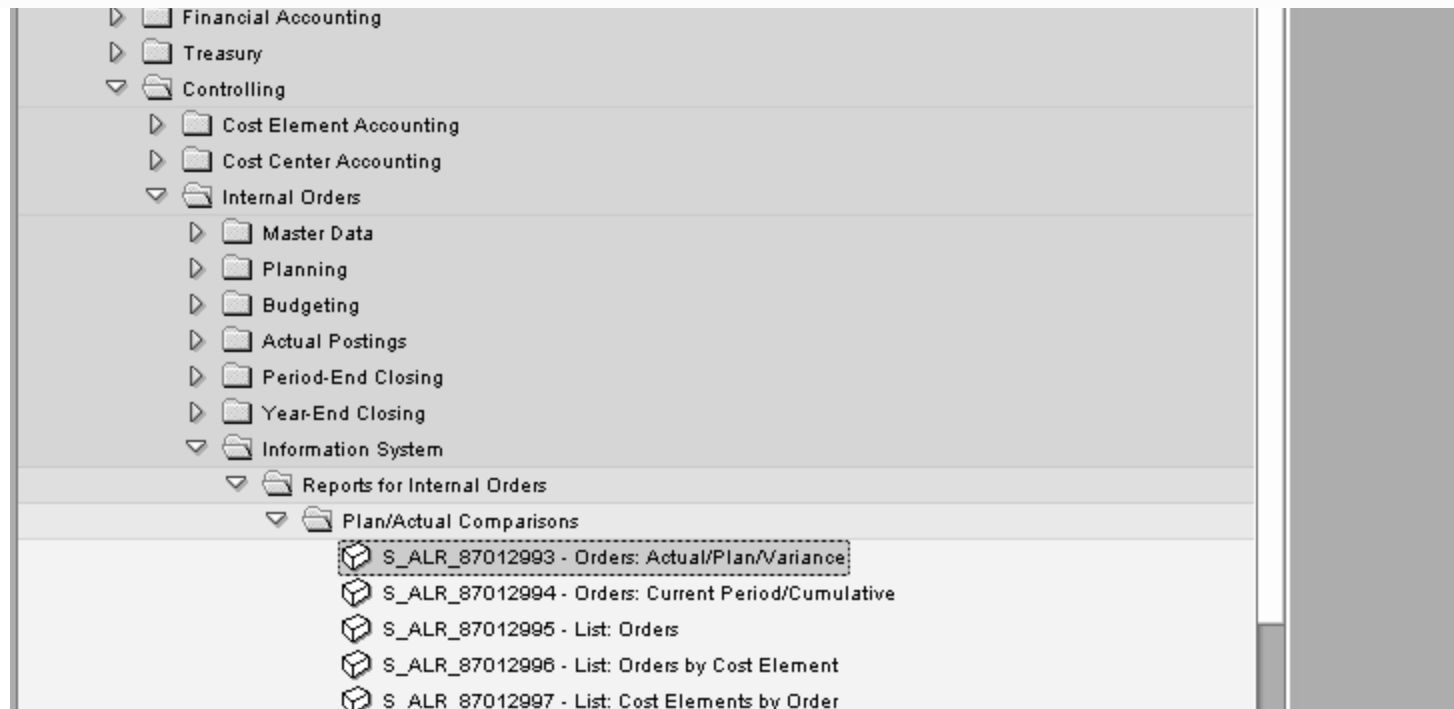 Financial Accounting
Treasury
Controlling
Cost Element Accounting
Cost Center Accounting
Internal Orders
Master Data
Planning
Budgeting
Actual Postings
Period-End Closing
Year-End Closing
Information System
Reports for Internal Orders
Plan/Actual Comparisons
S_ALR_87012993 - Orders: Actual/Plan/Variance
S_ALR_87012994 - Orders: Current Period/Cumulative
S_ALR_87012995 - List: Orders
S_ALR_87012996 - List: Orders by Cost Element
S_ALR_87012997 - List: Cost Elements by Order